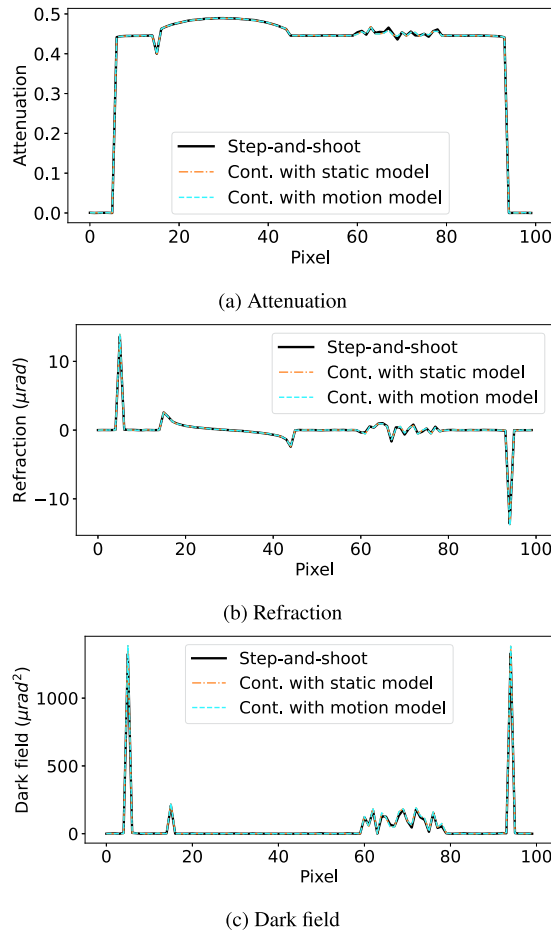 0.5
0.4
0.3
0.2
0.1
0.0
Attenuation
Step-and-shoot
Cont. with static model
Cont. with motion model
0 20 40 60 80 100
Pixel
(a) Attenuation
10
0
−10
Refraction (μrad)
Step-and-shoot
Cont. with static model
Cont. with motion model
0 20 40 60 80 100
Pixel
(b) Refraction
1000
500
0
Dark field (μrad²)
Step-and-shoot
Cont. with static model
Cont. with motion model
0 20 40 60 80 100
Pixel
(c) Dark field